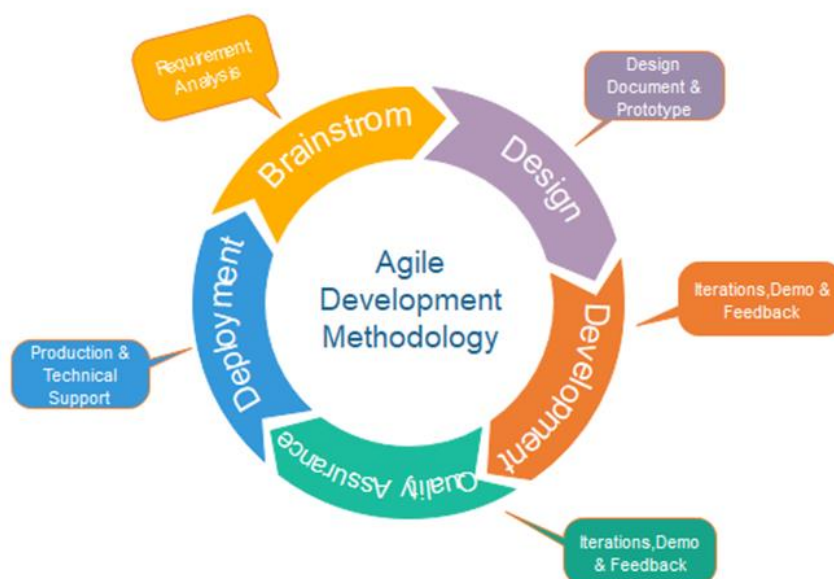 Requirement
Analysis
Brainstrom
Design
Document &
Prototype
Design
Iterations,Demo &
Feedback
Development
Iterations,Demo
& Feedback
Quality Assurance
Production &
Technical
Support
Deployment
Agile
Development
Methodology